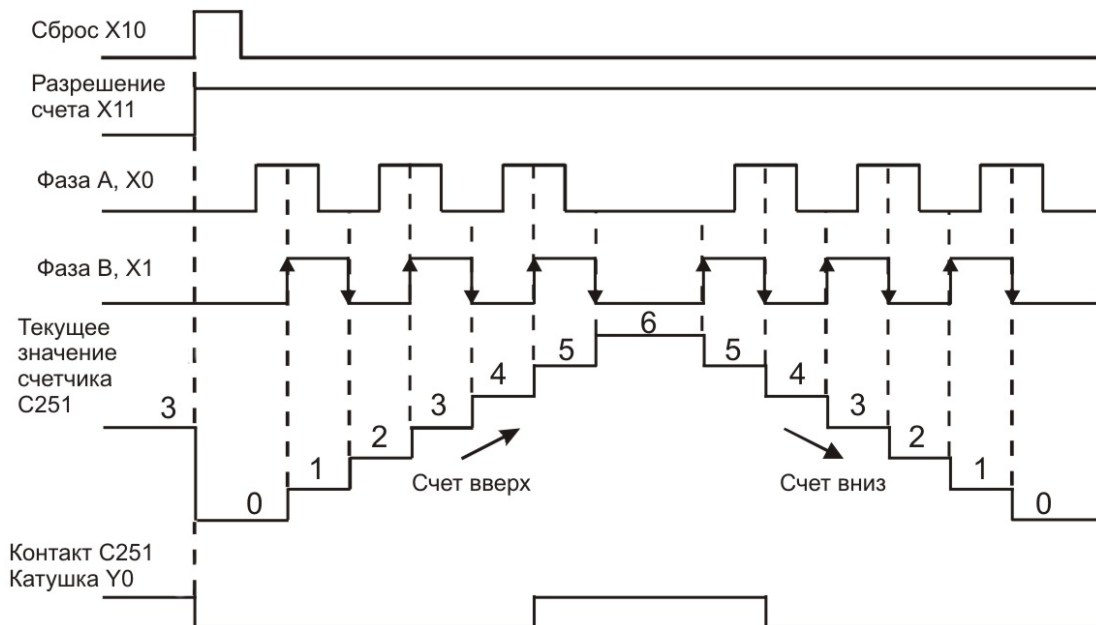 Сброс X10
Разрешение
счета X11
Фаза A, X0
Фаза B, X1
Текущее
значение
счетчика
C251
3
0
1
2
3
4
5
6
5
4
3
2
1
0
Счет вверх
Счет вниз
Контакт C251
Катушка Y0